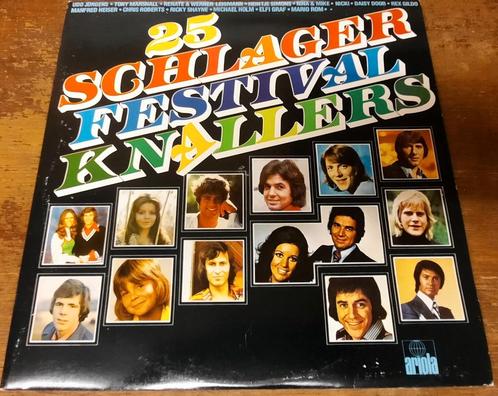 UDO JÜRGENS • TONY MARSHALL • RENATE & WERNER LEISMANN • HEINTJE SIMONS • NINA & MIKE • NICKI • DAISY DOOR • REX GILDO
MANFRED HEISER • CHRIS ROBERTS • RICKY SHAYNE • MICHAEL HOLM • ELFI GRAF • MARIO ROM •
25
SCHLAGER
FESTIVAL
KNALLERS
ariola